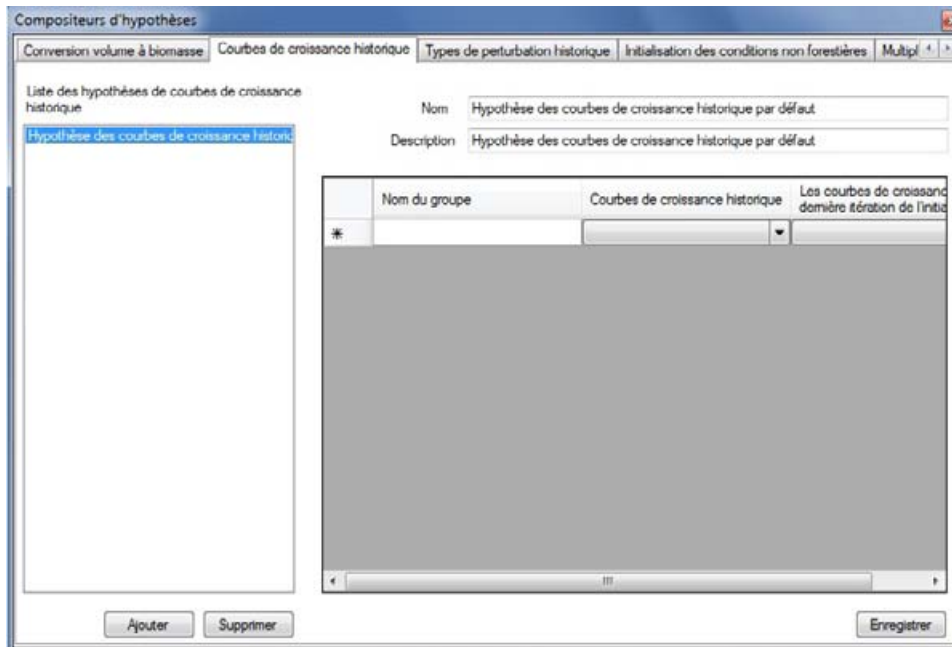 Compositeurs d'hypothèses
Conversion volume à biomasse
Courbes de croissance historique
Types de perturbation historique
Initialisation des conditions non forestières
Multipl
Liste des hypothèses de courbes de croissance
historique
Hypothèse des courbes de croissance historic
Nom
Hypothèse des courbes de croissance historique par défaut
Description
Hypothèse des courbes de croissance historique par défaut
Nom du groupe
Courbes de croissance historique
Les courbes de croissanc
dernière itération de l'initia
Ajouter
Supprimer
Enregistrer